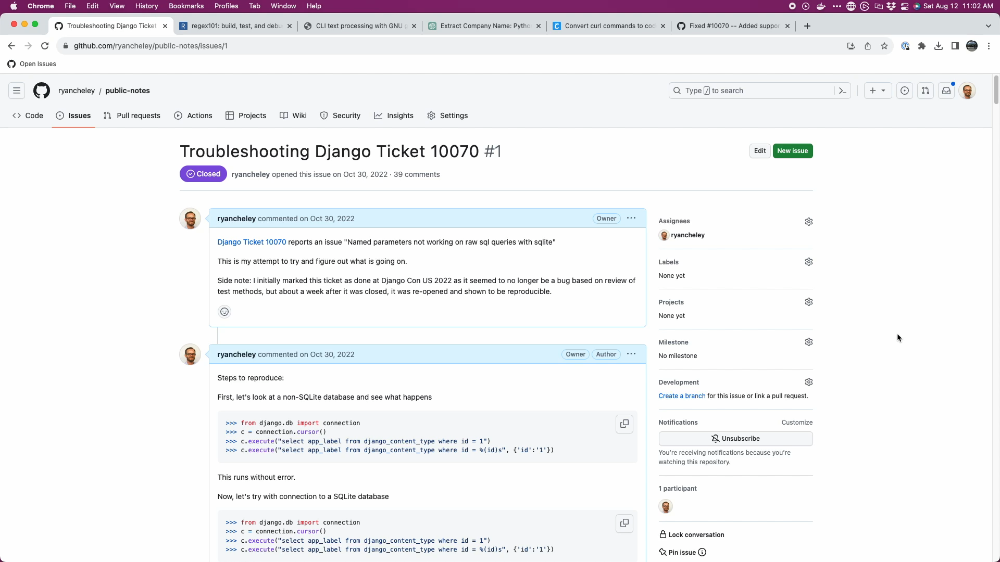 Chrome File Edit View History Bookmarks Profiles Tab Window Help
Sat Aug 12 11:02 AM
Troubleshooting Django Ticket
regex101: build, test, and debu
CLI text processing with GNU g
Extract Company Name: Pytho
Convert curl commands to cod
Fixed #10070 -- Added suppor
github.com/ryancheley/public-notes/issues/1
Open Issues
ryancheley / public-notes
Type / to search
Code Issues Pull requests Actions Projects Wiki Security Insights Settings
Troubleshooting Django Ticket 10070 #1
Edit
New issue
Closed
ryancheley opened this issue on Oct 30, 2022 · 39 comments
ryancheley commented on Oct 30, 2022
Owner
Django Ticket 10070 reports an issue "Named parameters not working on raw sql queries with sqlite"
This is my attempt to try and figure out what is going on.
Side note: I initially marked this ticket as done at Django Con US 2022 as it seemed to no longer be a bug based on review of
test methods, but about a week after it was closed, it was re-opened and shown to be reproducible.
ryancheley commented on Oct 30, 2022
Owner
Author
Steps to reproduce:
First, let's look at a non-SQLite database and see what happens
>>> from django.db import connection
>>> c = connection.cursor()
>>> c.execute("select app_label from django_content_type where id = 1")
>>> c.execute("select app_label from django_content_type where id = %(id)s", {'id':'1'})
This runs without error.
Now, let's try with connection to a SQLite database
>>> from django.db import connection
>>> c = connection.cursor()
>>> c.execute("select app_label from django_content_type where id = 1")
>>> c.execute("select app_label from django_content_type where id = %(id)s", {'id':'1'})
Assignees
ryancheley
Labels
None yet
Projects
None yet
Milestone
No milestone
Development
Create a branch for this issue or link a pull request.
Notifications
Customize
Unsubscribe
You're receiving notifications because you're
watching this repository.
1 participant
Lock conversation
Pin issue